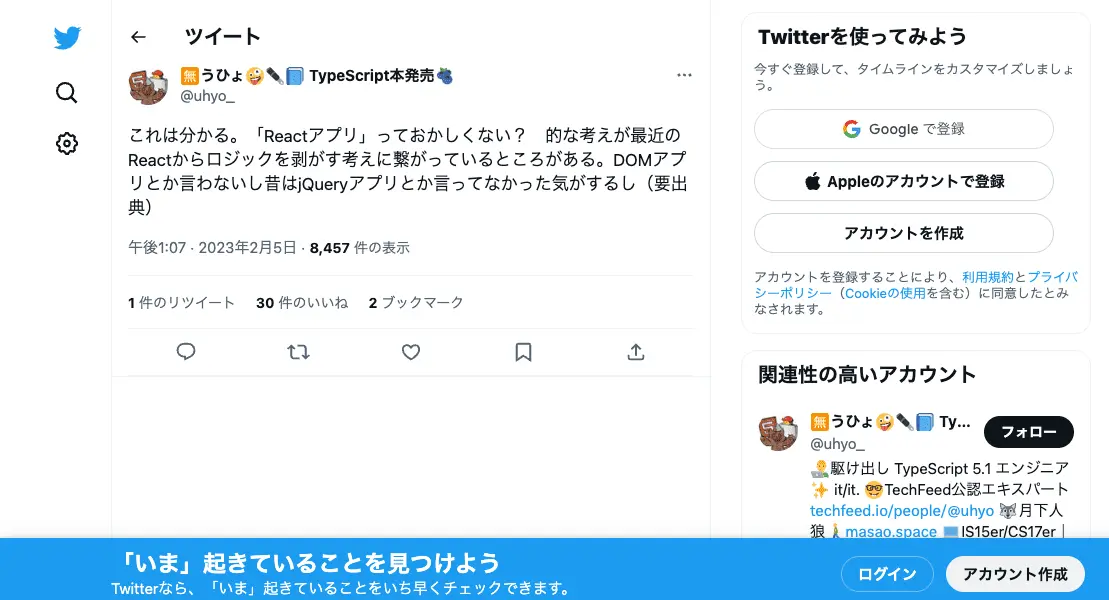 ツイート
無うひょ🤪✒📘 TypeScript本発売🫐
@uhyo_
これは分かる。「Reactアプリ」っておかしくない？　的な考えが最近の
Reactからロジックを剥がす考えに繋がっているところがある。DOMアプ
リとか言わないし昔はjQueryアプリとか言ってなかった気がするし（要出
典）
午後1:07 · 2023年2月5日 · 8,457 件の表示
1 件のリツイート 30 件のいいね 2 ブックマーク
Twitterを使ってみよう
今すぐ登録して、タイムラインをカスタマイズしましょ
う。
Google で登録
Appleのアカウントで登録
アカウントを作成
アカウントを登録することにより、利用規約とプライバ
シーポリシー（Cookieの使用を含む）に同意したとみ
なされます。
関連性の高いアカウント
無うひょ🤪✒📘 Ty...
@uhyo_
フォロー
駆け出し TypeScript 5.1 エンジニア
✨ it/it. 🤓TechFeed公認エキスパート
techfeed.io/people/@uhyo 🐺月下人
狼🚶masao.space 💻IS15er/CS17er |
「いま」起きていることを見つけよう
Twitterなら、「いま」起きていることをいち早くチェックできます。
ログイン
アカウント作成